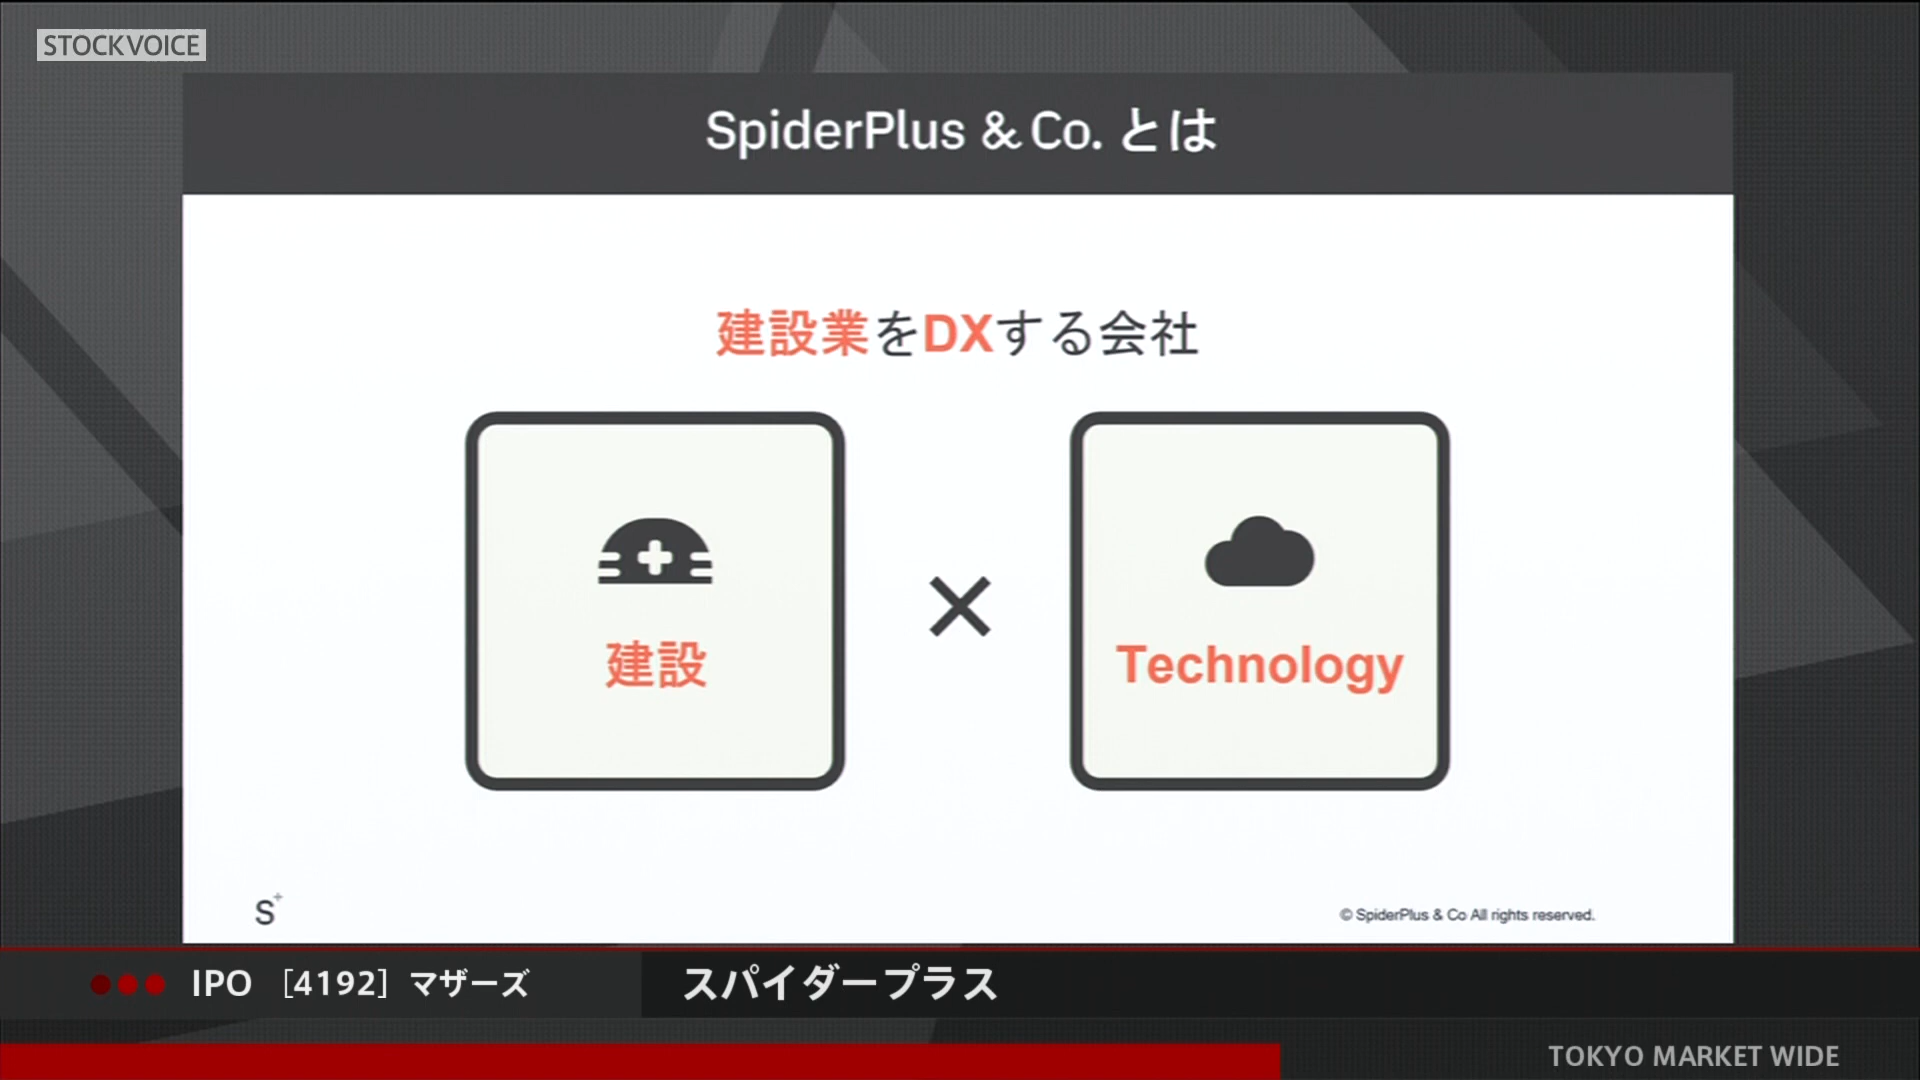 STOCKVOICE
SpiderPlus & Co. とは
建設業をDXする会社
建設
×
Technology
S+
© SpiderPlus & Co All rights reserved.
IPO [4192] マザーズ
スパイダープラス
TOKYO MARKET WIDE